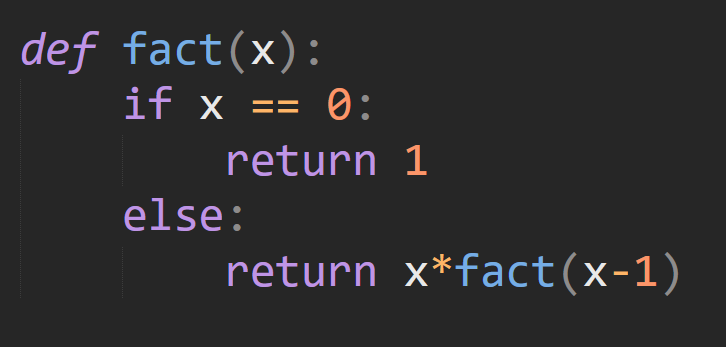 def fact(x):
    if x == 0:
        return 1
    else:
        return x*fact(x-1)